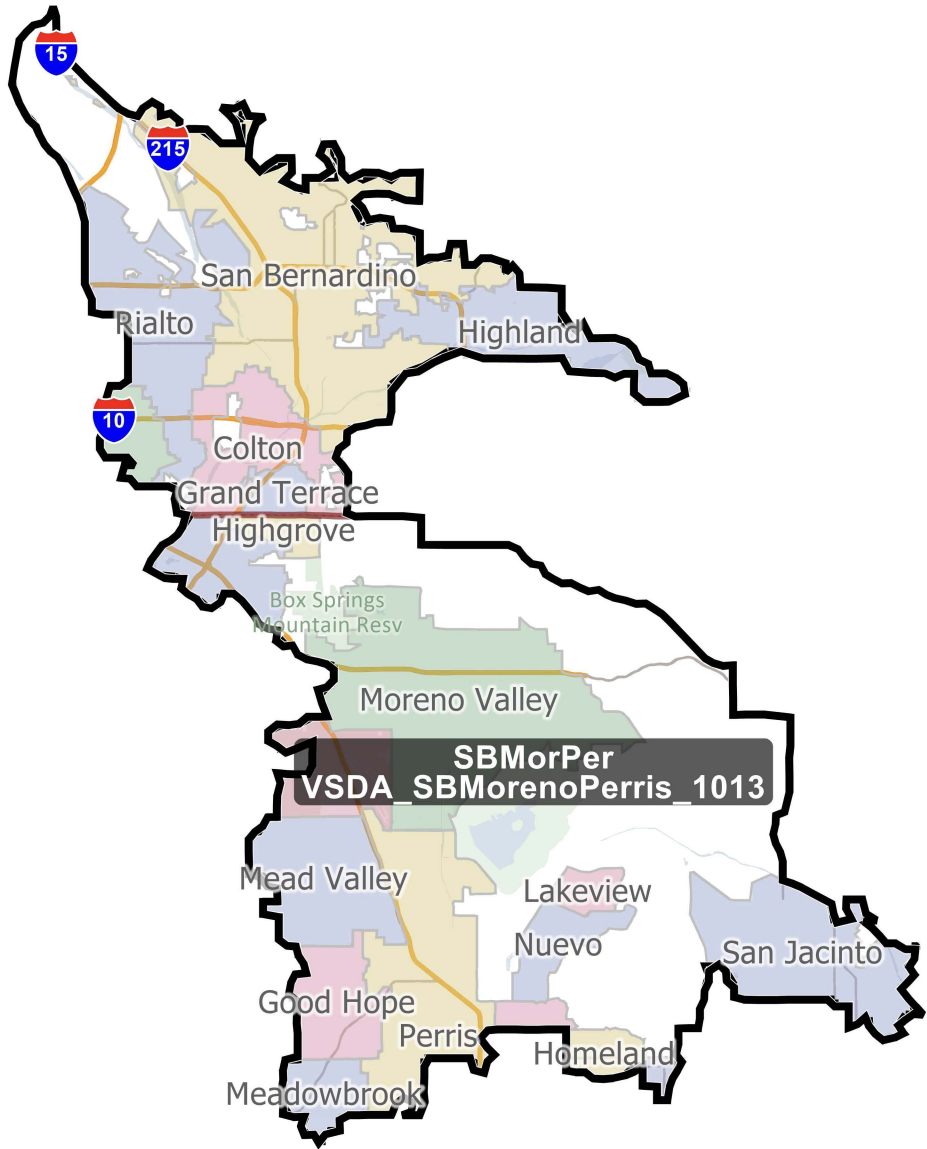 15
215
San Bernardino
Rialto
Highland
10
Colton
Grand Terrace
Highgrove
Box Springs
Mountain Resv
Moreno Valley
SBMorPer
VSDA_SBMorenoPerris_1013
Mead Valley
Lakeview
Nuevo
San Jacinto
Good Hope
Perris
Homeland
Meadowbrook